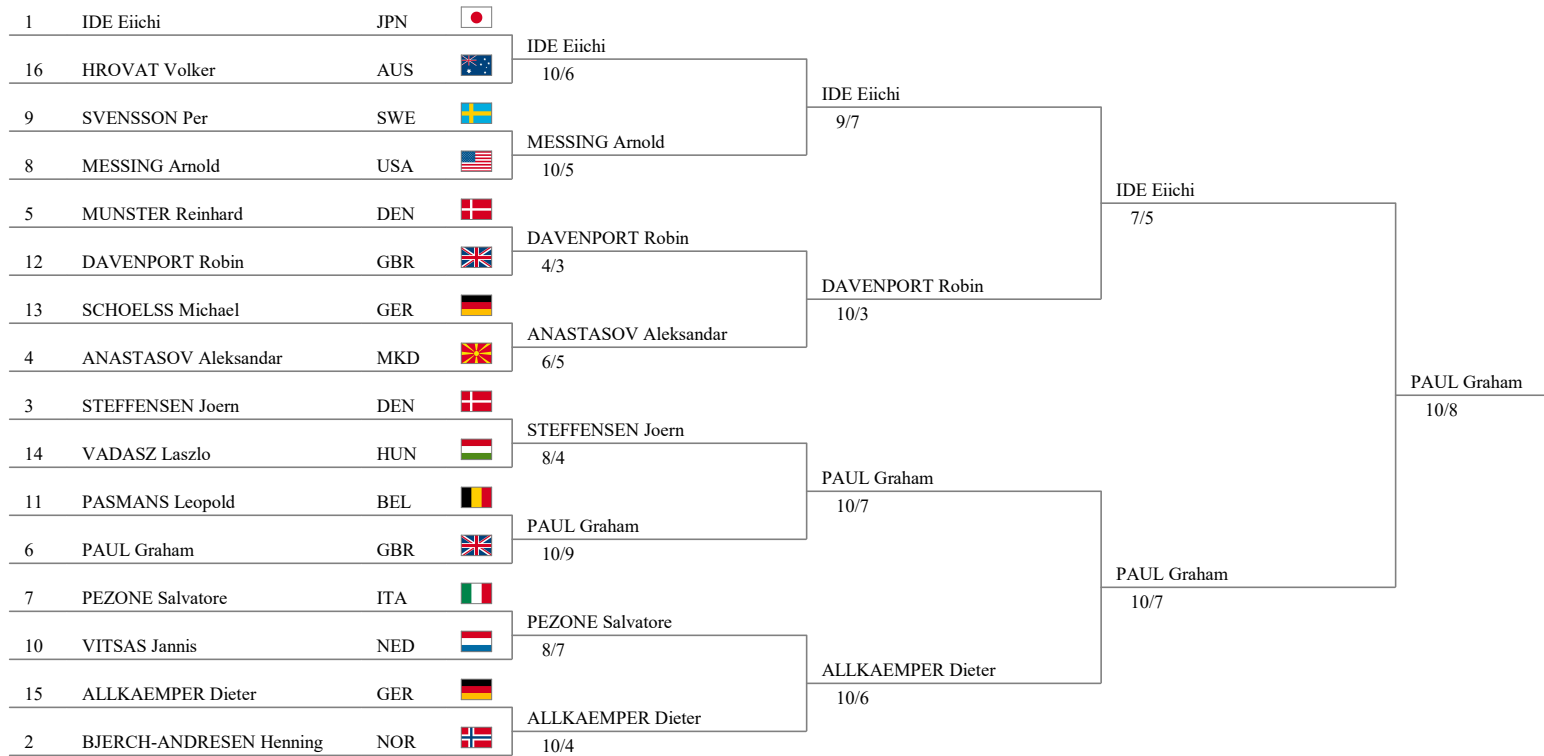 1 IDE Eiichi JPN
16 HROVAT Volker AUS
9 SVENSSON Per SWE
8 MESSING Arnold USA
5 MUNSTER Reinhard DEN
12 DAVENPORT Robin GBR
13 SCHOELSS Michael GER
4 ANASTASOV Aleksandar MKD
3 STEFFENSEN Joern DEN
14 VADASZ Laszlo HUN
11 PASMANS Leopold BEL
6 PAUL Graham GBR
7 PEZONE Salvatore ITA
10 VITSAS Jannis NED
15 ALLKAEMPER Dieter GER
2 BJERCH-ANDRESEN Henning NOR
IDE Eiichi
10/6
MESSING Arnold
10/5
DAVENPORT Robin
4/3
ANASTASOV Aleksandar
6/5
STEFFENSEN Joern
8/4
PAUL Graham
10/9
PEZONE Salvatore
8/7
ALLKAEMPER Dieter
10/4
IDE Eiichi
9/7
DAVENPORT Robin
10/3
PAUL Graham
10/7
ALLKAEMPER Dieter
10/6
IDE Eiichi
7/5
PAUL Graham
10/7
PAUL Graham
10/8